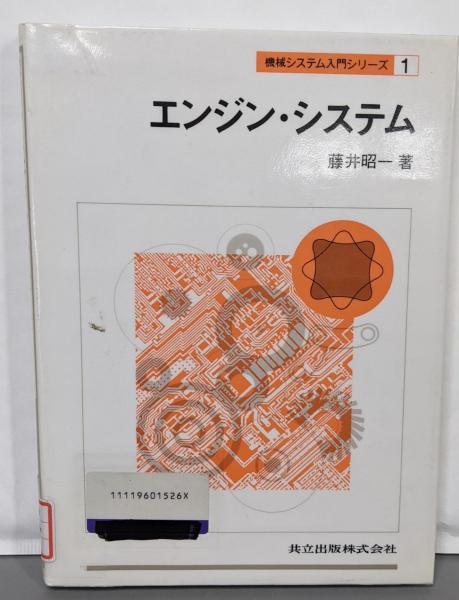 機械システム入門シリーズ 1
エンジン・システム
藤井昭一 著
11119601526X
共立出版株式会社